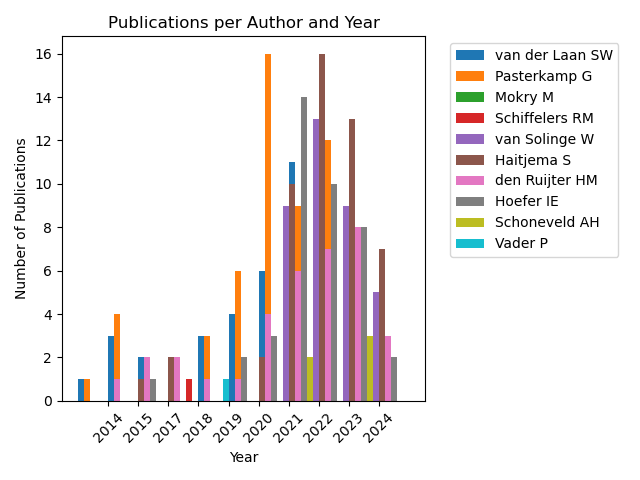 Publications per Author and Year
Number of Publications
16
14
12
10
8
6
4
2
0
2014
2015
2017
2018
2019
2020
2021
2022
2023
2024
Year
van der Laan SW
Pasterkamp G
Mokry M
Schiffelers RM
van Solinge W
Haitjema S
den Ruijter HM
Hoefer IE
Schoneveld AH
Vader P